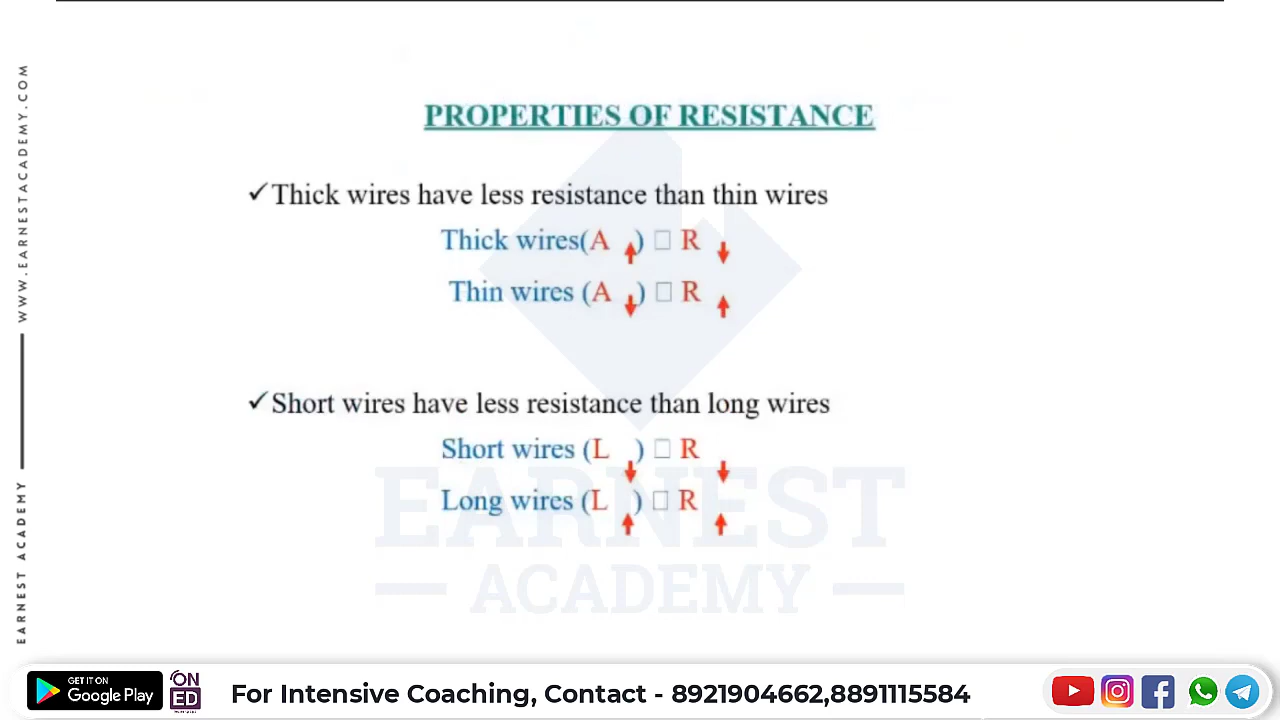 PROPERTIES OF RESISTANCE
✓Thick wires have less resistance than thin wires
Thick wires(A ↑) □ R ↓
Thin wires (A ↓) □ R ↑
✓Short wires have less resistance than long wires
Short wires (L ↓) □ R ↓
Long wires (L ↑) □ R ↑
EARNEST
ACADEMY
WWW.EARNESTACADEMY.COM
EARNEST ACADEMY
GET IT ON
Google Play
ON
ED
For Intensive Coaching, Contact - 8921904662,8891115584